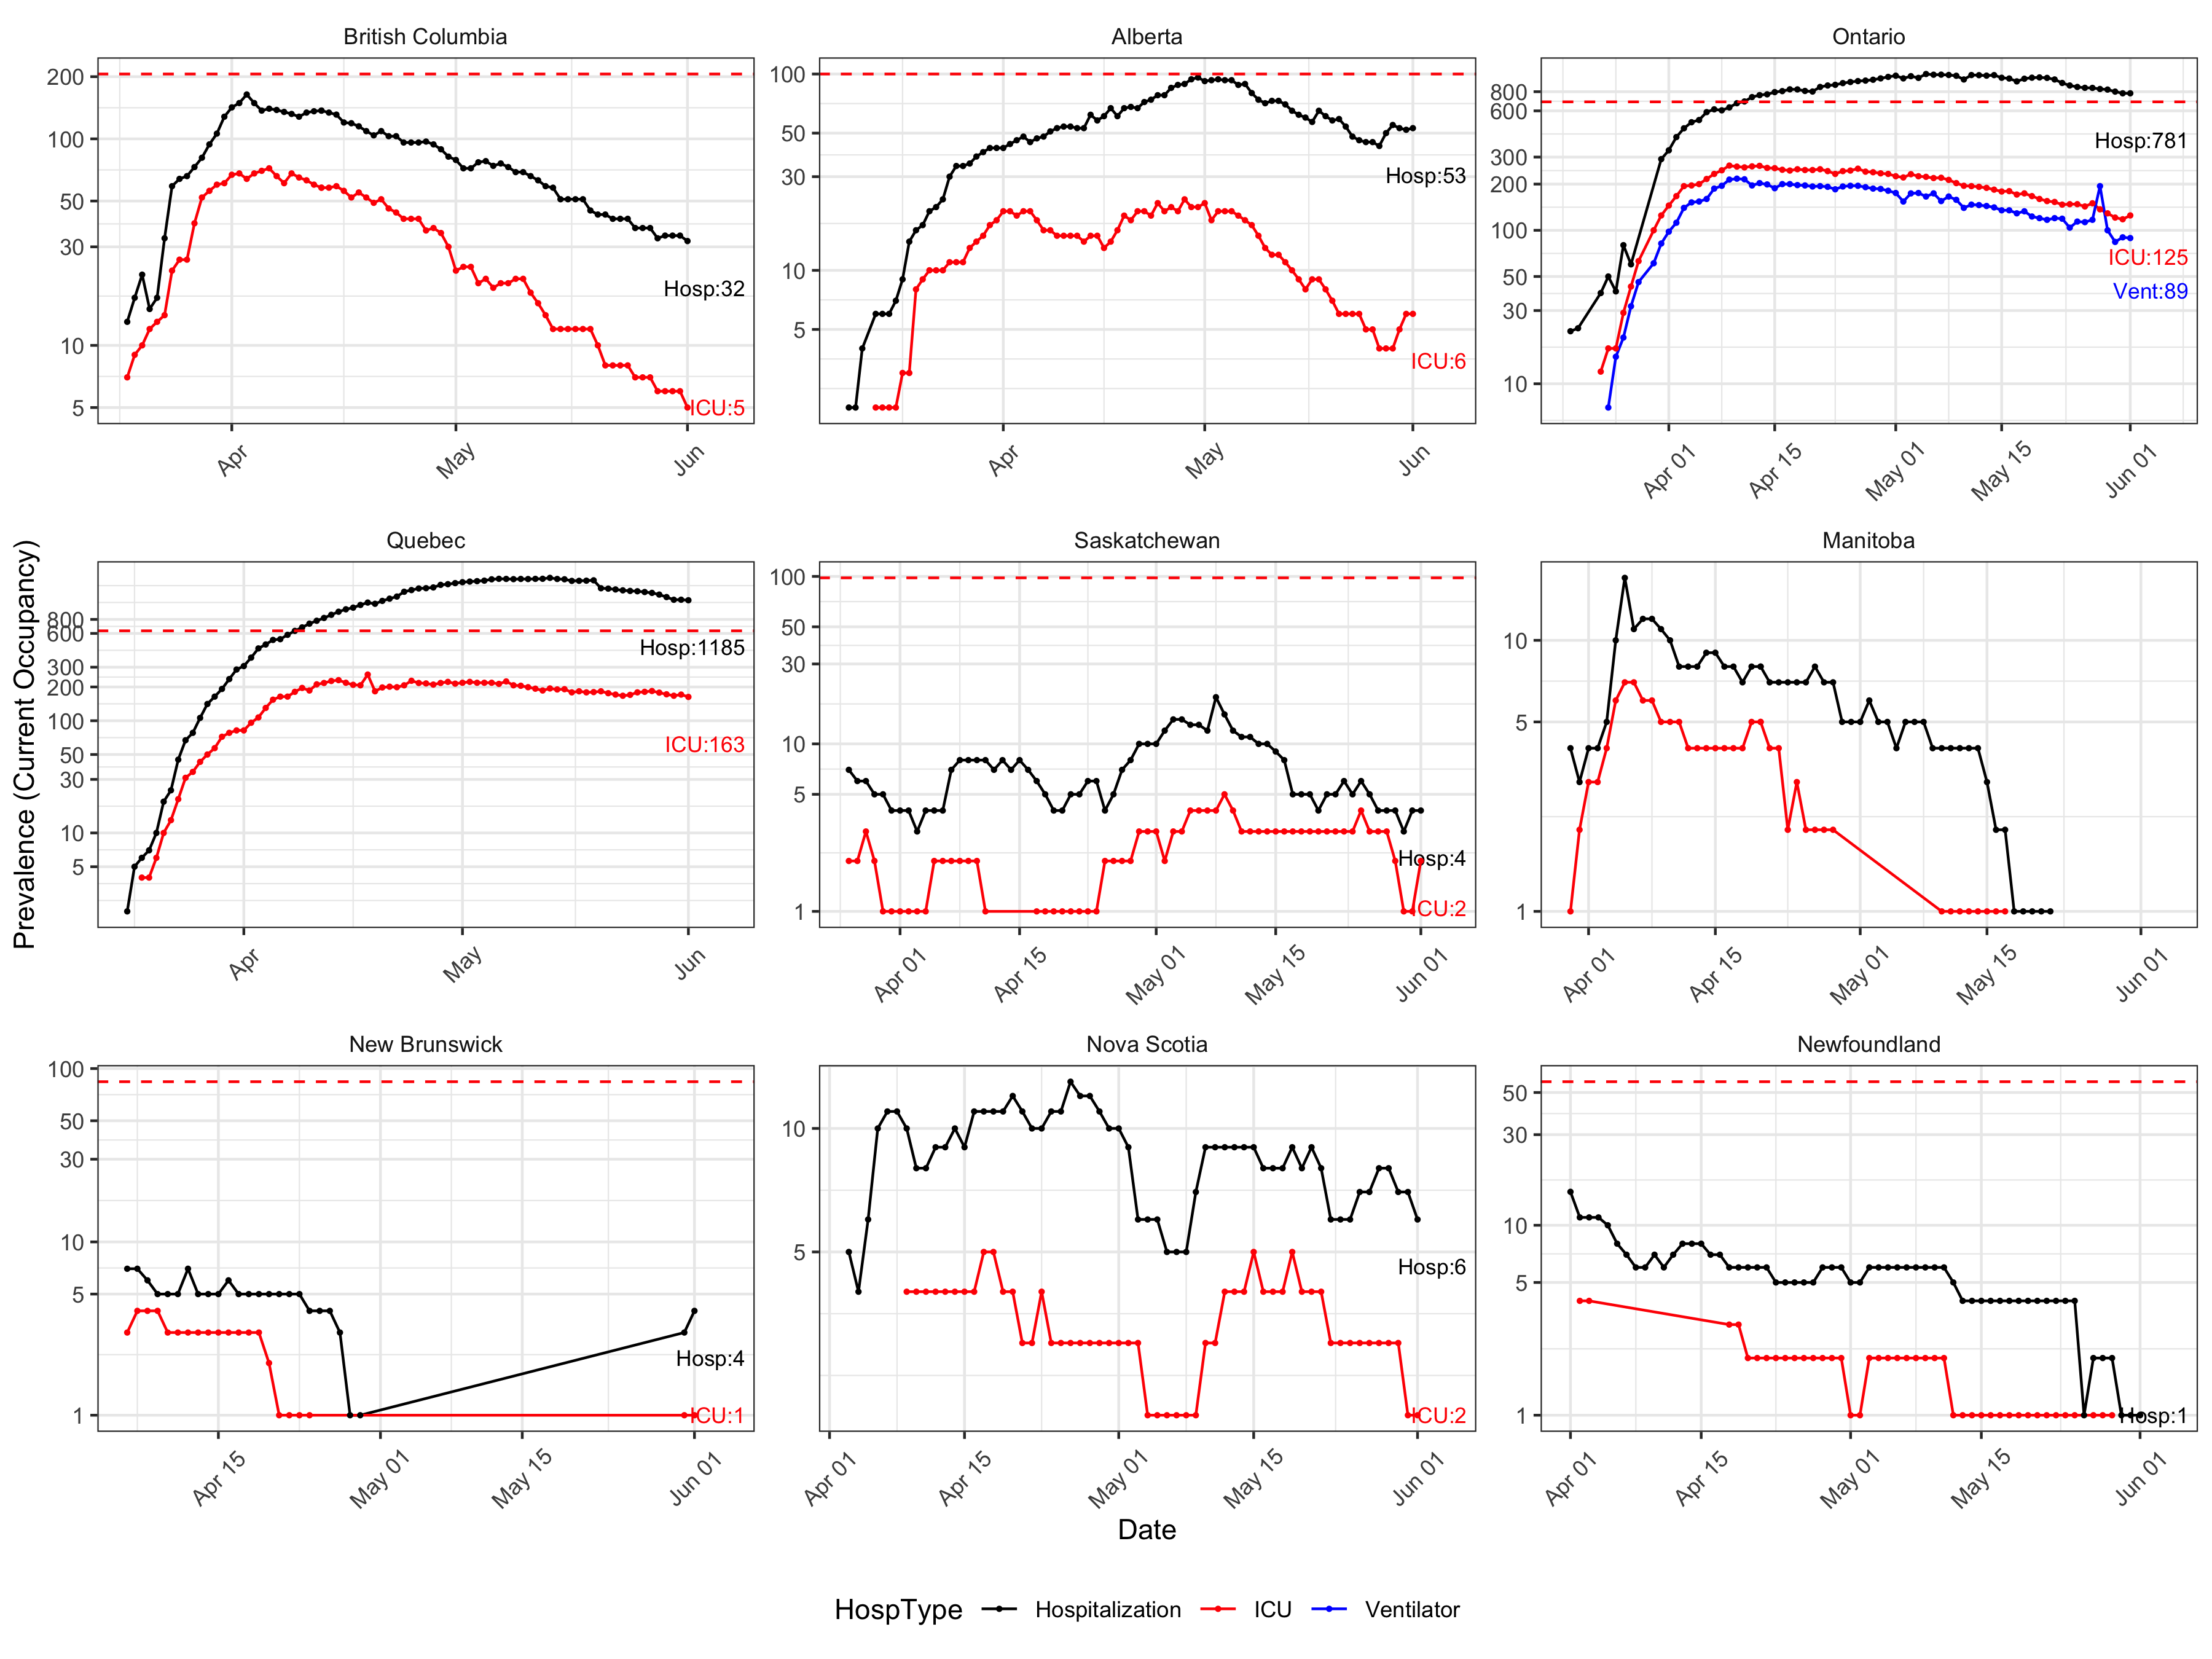 British Columbia
200
100
50
30
10
5
Hosp:32
ICU:5
Apr
May
Jun
Alberta
100
50
30
10
5
Hosp:53
ICU:6
Apr
May
Jun
Ontario
800
600
300
200
100
50
30
10
Hosp:781
ICU:125
Vent:89
Apr 01
Apr 15
May 01
May 15
Jun 01
Prevalence (Current Occupancy)
Quebec
800
600
300
200
100
50
30
10
5
Hosp:1185
ICU:163
Apr
May
Jun
Saskatchewan
100
50
30
10
5
1
Hosp:4
ICU:2
Apr 01
Apr 15
May 01
May 15
Jun 01
Manitoba
10
5
1
Apr 01
Apr 15
May 01
May 15
Jun 01
New Brunswick
100
50
30
10
5
1
Hosp:4
ICU:1
Apr 15
May 01
May 15
Jun 01
Nova Scotia
10
5
Hosp:6
ICU:2
Apr 01
Apr 15
May 01
May 15
Jun 01
Newfoundland
50
30
10
5
1
Hosp:1
Apr 01
Apr 15
May 01
May 15
Jun 01
Date
HospType Hospitalization ICU Ventilator